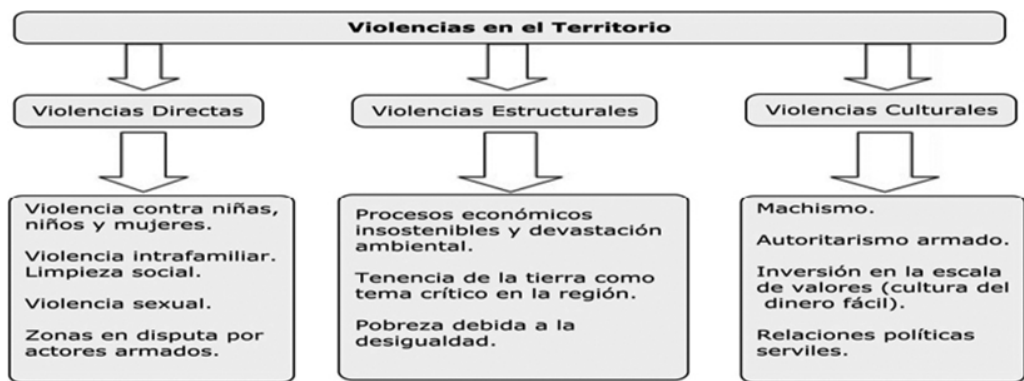 Violencias en el Territorio
Violencias Directas
Violencias Estructurales
Violencias Culturales
Violencia contra niñas,
niños y mujeres.
Violencia intrafamiliar.
Limpieza social.
Violencia sexual.
Zonas en disputa por
actores armados.
Procesos económicos
insostenibles y devastación
ambiental.
Tenencia de la tierra como
tema crítico en la región.
Pobreza debida a la
desigualdad.
Machismo.
Autoritarismo armado.
Inversión en la escala
de valores (cultura del
dinero fácil).
Relaciones políticas
serviles.